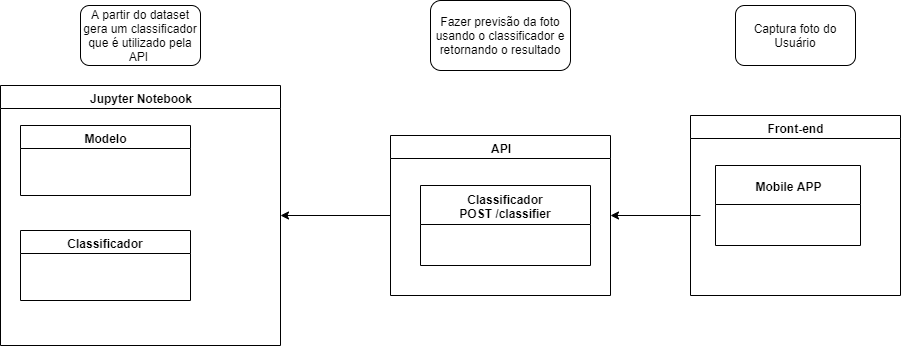 A partir do dataset
gera um classificador
que é utilizado pela
API
Fazer previsão da foto
usando o classificador e
retornando o resultado
Captura foto do
Usuário
Jupyter Notebook
Modelo
Classificador
API
Classificador
POST /classifier
Front-end
Mobile APP